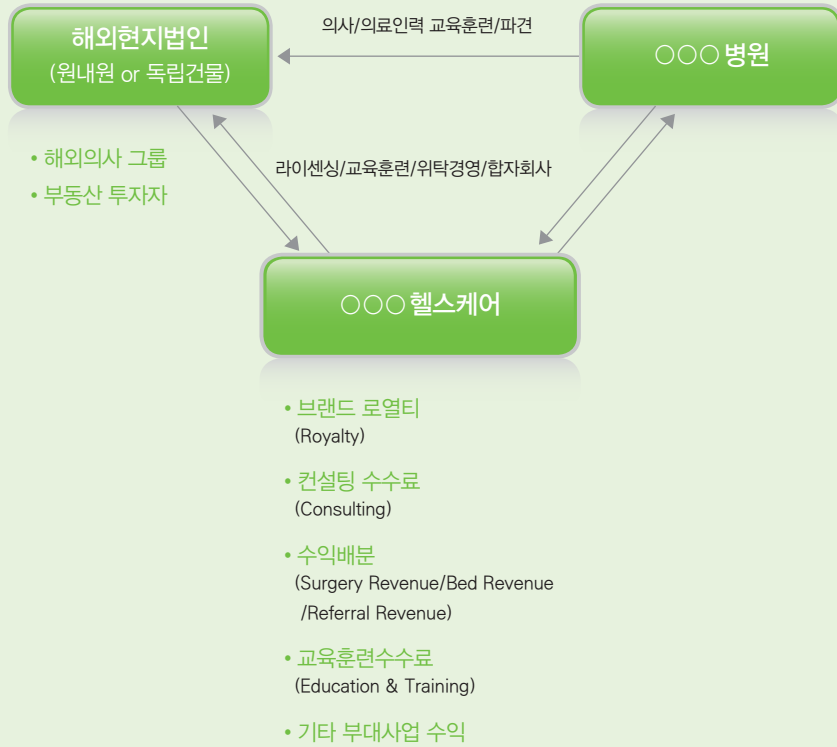 해외현지법인
(원내원 or 독립건물)
의사/의료인력 교육훈련/파견
○○○ 병원
• 해외의사 그룹
• 부동산 투자자
라이센싱/교육훈련/위탁경영/합자회사
○○○ 헬스케어
• 브랜드 로열티
(Royalty)
• 컨설팅 수수료
(Consulting)
• 수익배분
(Surgery Revenue/Bed Revenue
/Referral Revenue)
• 교육훈련수수료
(Education & Training)
• 기타 부대사업 수익